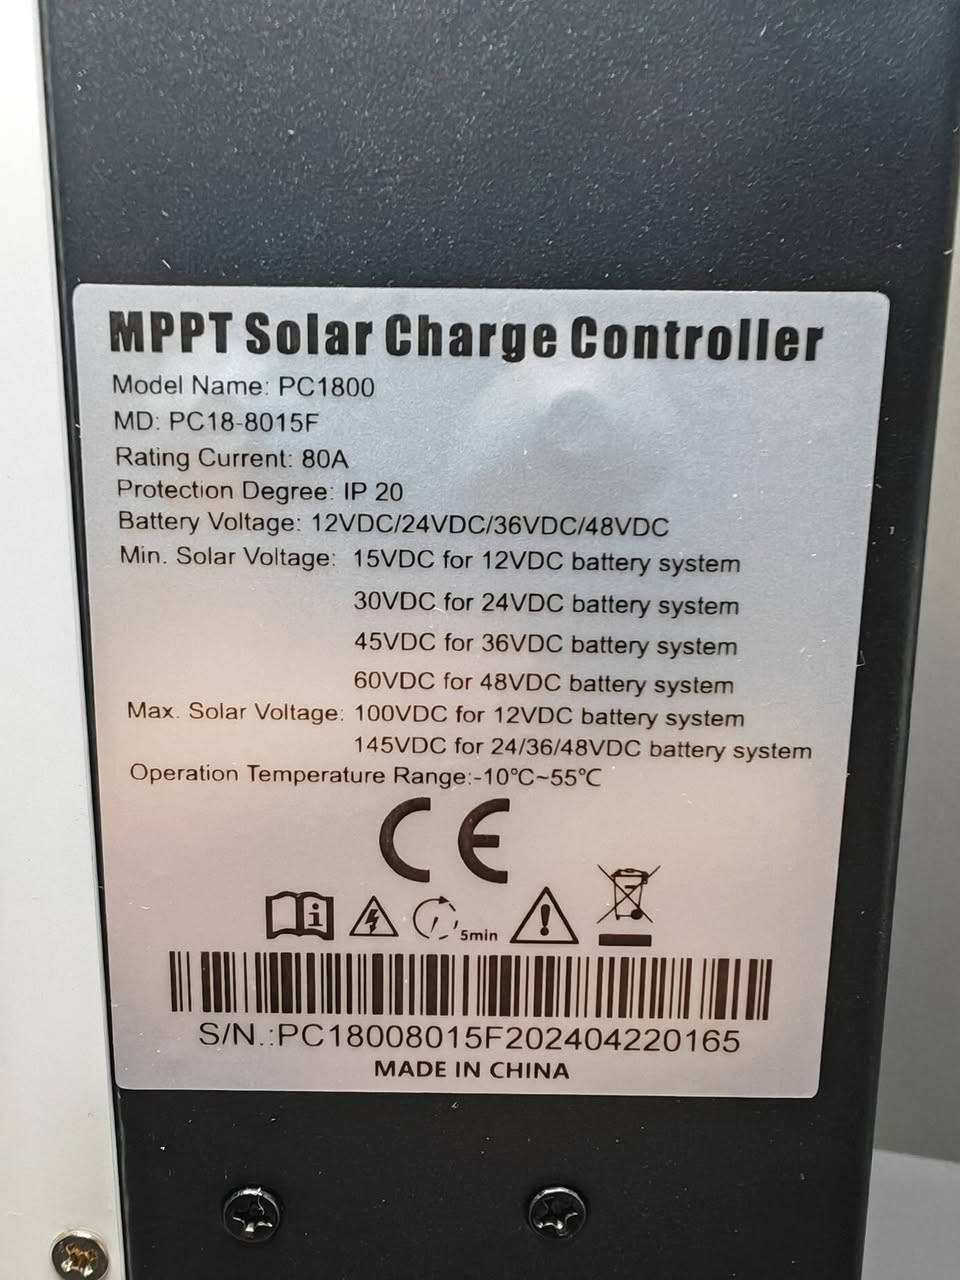 MPPT Solar Charge Controller
Model Name: PC1800
MD: PC18-8015F
Rating Current: 80A
Protection Degree: IP 20
Battery Voltage: 12VDC/24VDC/36VDC/48VDC
Min. Solar Voltage: 15VDC for 12VDC battery system
30VDC for 24VDC battery system
45VDC for 36VDC battery system
60VDC for 48VDC battery system
Max. Solar Voltage: 100VDC for 12VDC battery system
145VDC for 24/36/48VDC battery system
Operation Temperature Range:-10℃~55℃
CE
5min
S/N.:PC18008015F202404220165
MADE IN CHINA